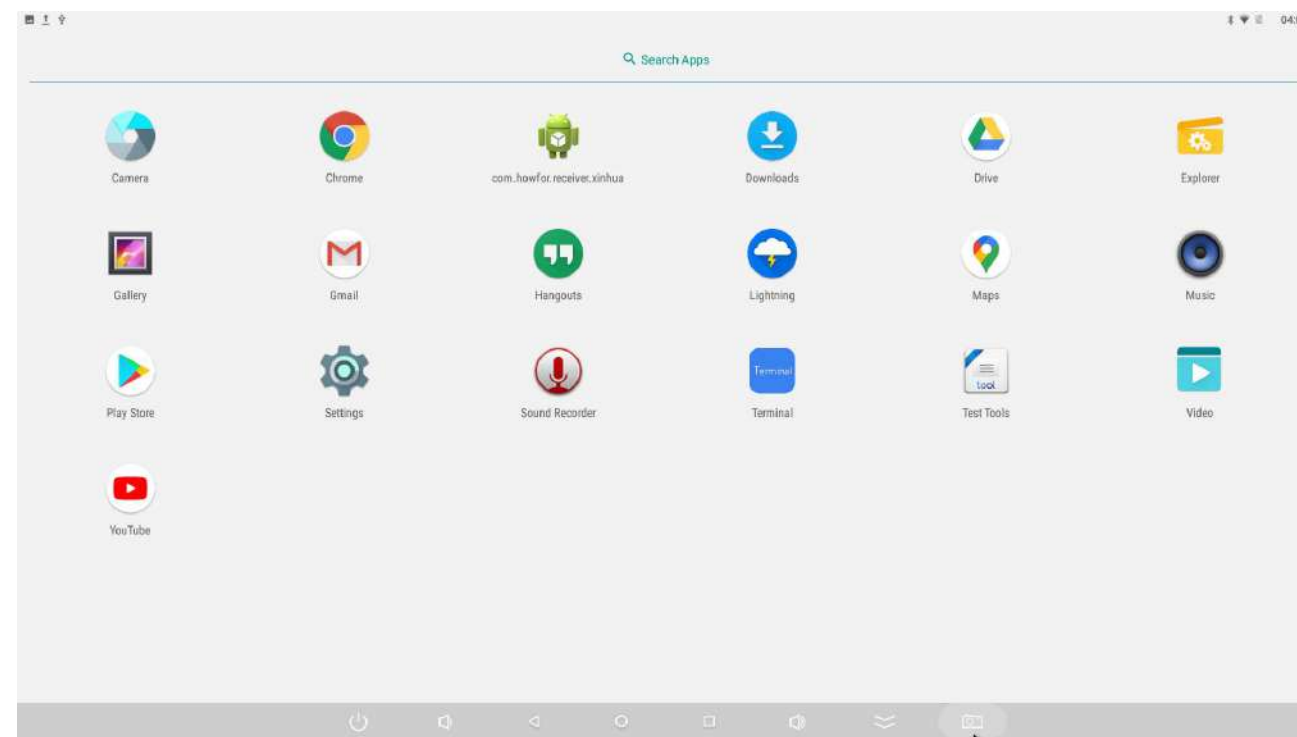 04:
Search Apps
Camera
Chrome
com.howfor.receiver.xinhua
Downloads
Drive
Explorer
Gallery
Gmail
Hangouts
Lightning
Maps
Music
Terminal
tool
Play Store
Settings
Sound Recorder
Terminal
Test Tools
Video
YouTube